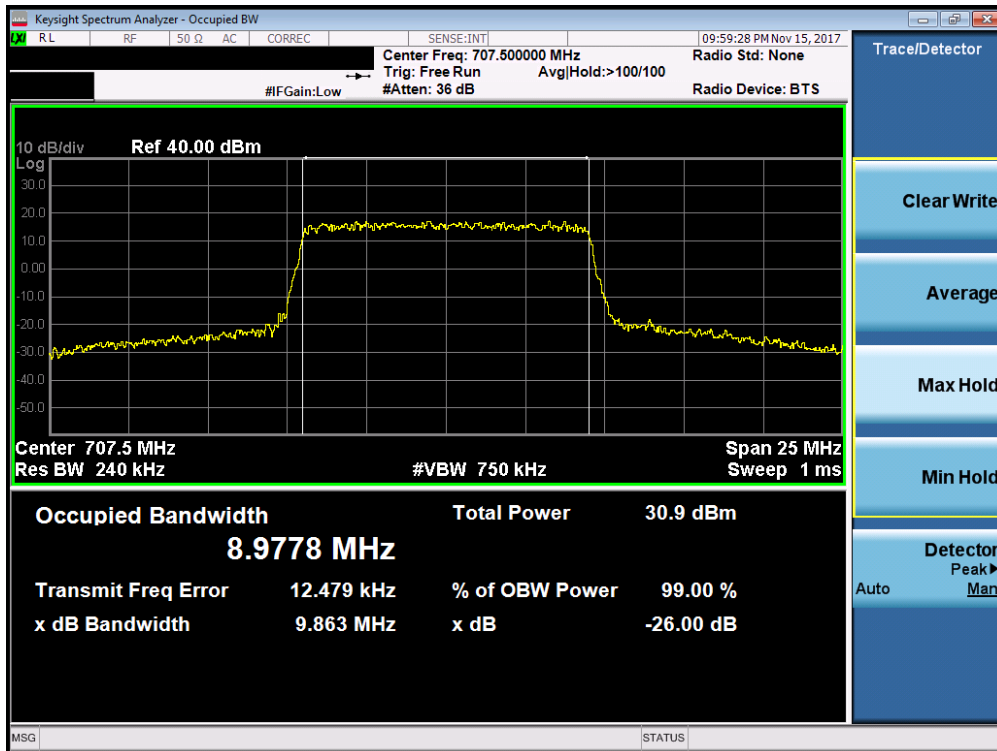 Keysight Spectrum Analyzer - Occupied BW
LXI RL RF 50 Ω AC CORREC SENSE:INT 09:59:28 PM Nov 15, 2017
Center Freq: 707.500000 MHz Radio Std: None
Trig: Free Run Avg|Hold:>100/100
#IFGain:Low #Atten: 36 dB Radio Device: BTS
Trace/Detector
10 dB/div Ref 40.00 dBm
Log
30.0
20.0
10.0
0.00
-10.0
-20.0
-30.0
-40.0
-50.0
Center 707.5 MHz Span 25 MHz
Res BW 240 kHz #VBW 750 kHz Sweep 1 ms
Occupied Bandwidth Total Power 30.9 dBm
8.9778 MHz
Transmit Freq Error 12.479 kHz % of OBW Power 99.00 %
x dB Bandwidth 9.863 MHz x dB -26.00 dB
Clear Write
Average
Max Hold
Min Hold
Detector
Peak▶
Auto Man
MSG STATUS